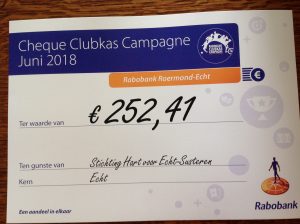 Cheque Clubkas Campagne
Juni 2018
Rabobank Roermond-Echt
Ter waarde van € 252,41
Ten gunste van Stichting Hart voor Echt-Susteren
Kern Echt
Een aandeel in elkaar
Rabobank